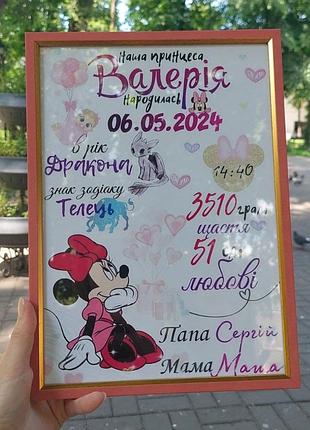 Наша принцеса
Валерія
Народилась
06.05.2024
в рік
Дракона
14:40
знак зодіаку
Телець
3510 грам
щастя
51 см
любові
Папа Сергій
Мама Маша